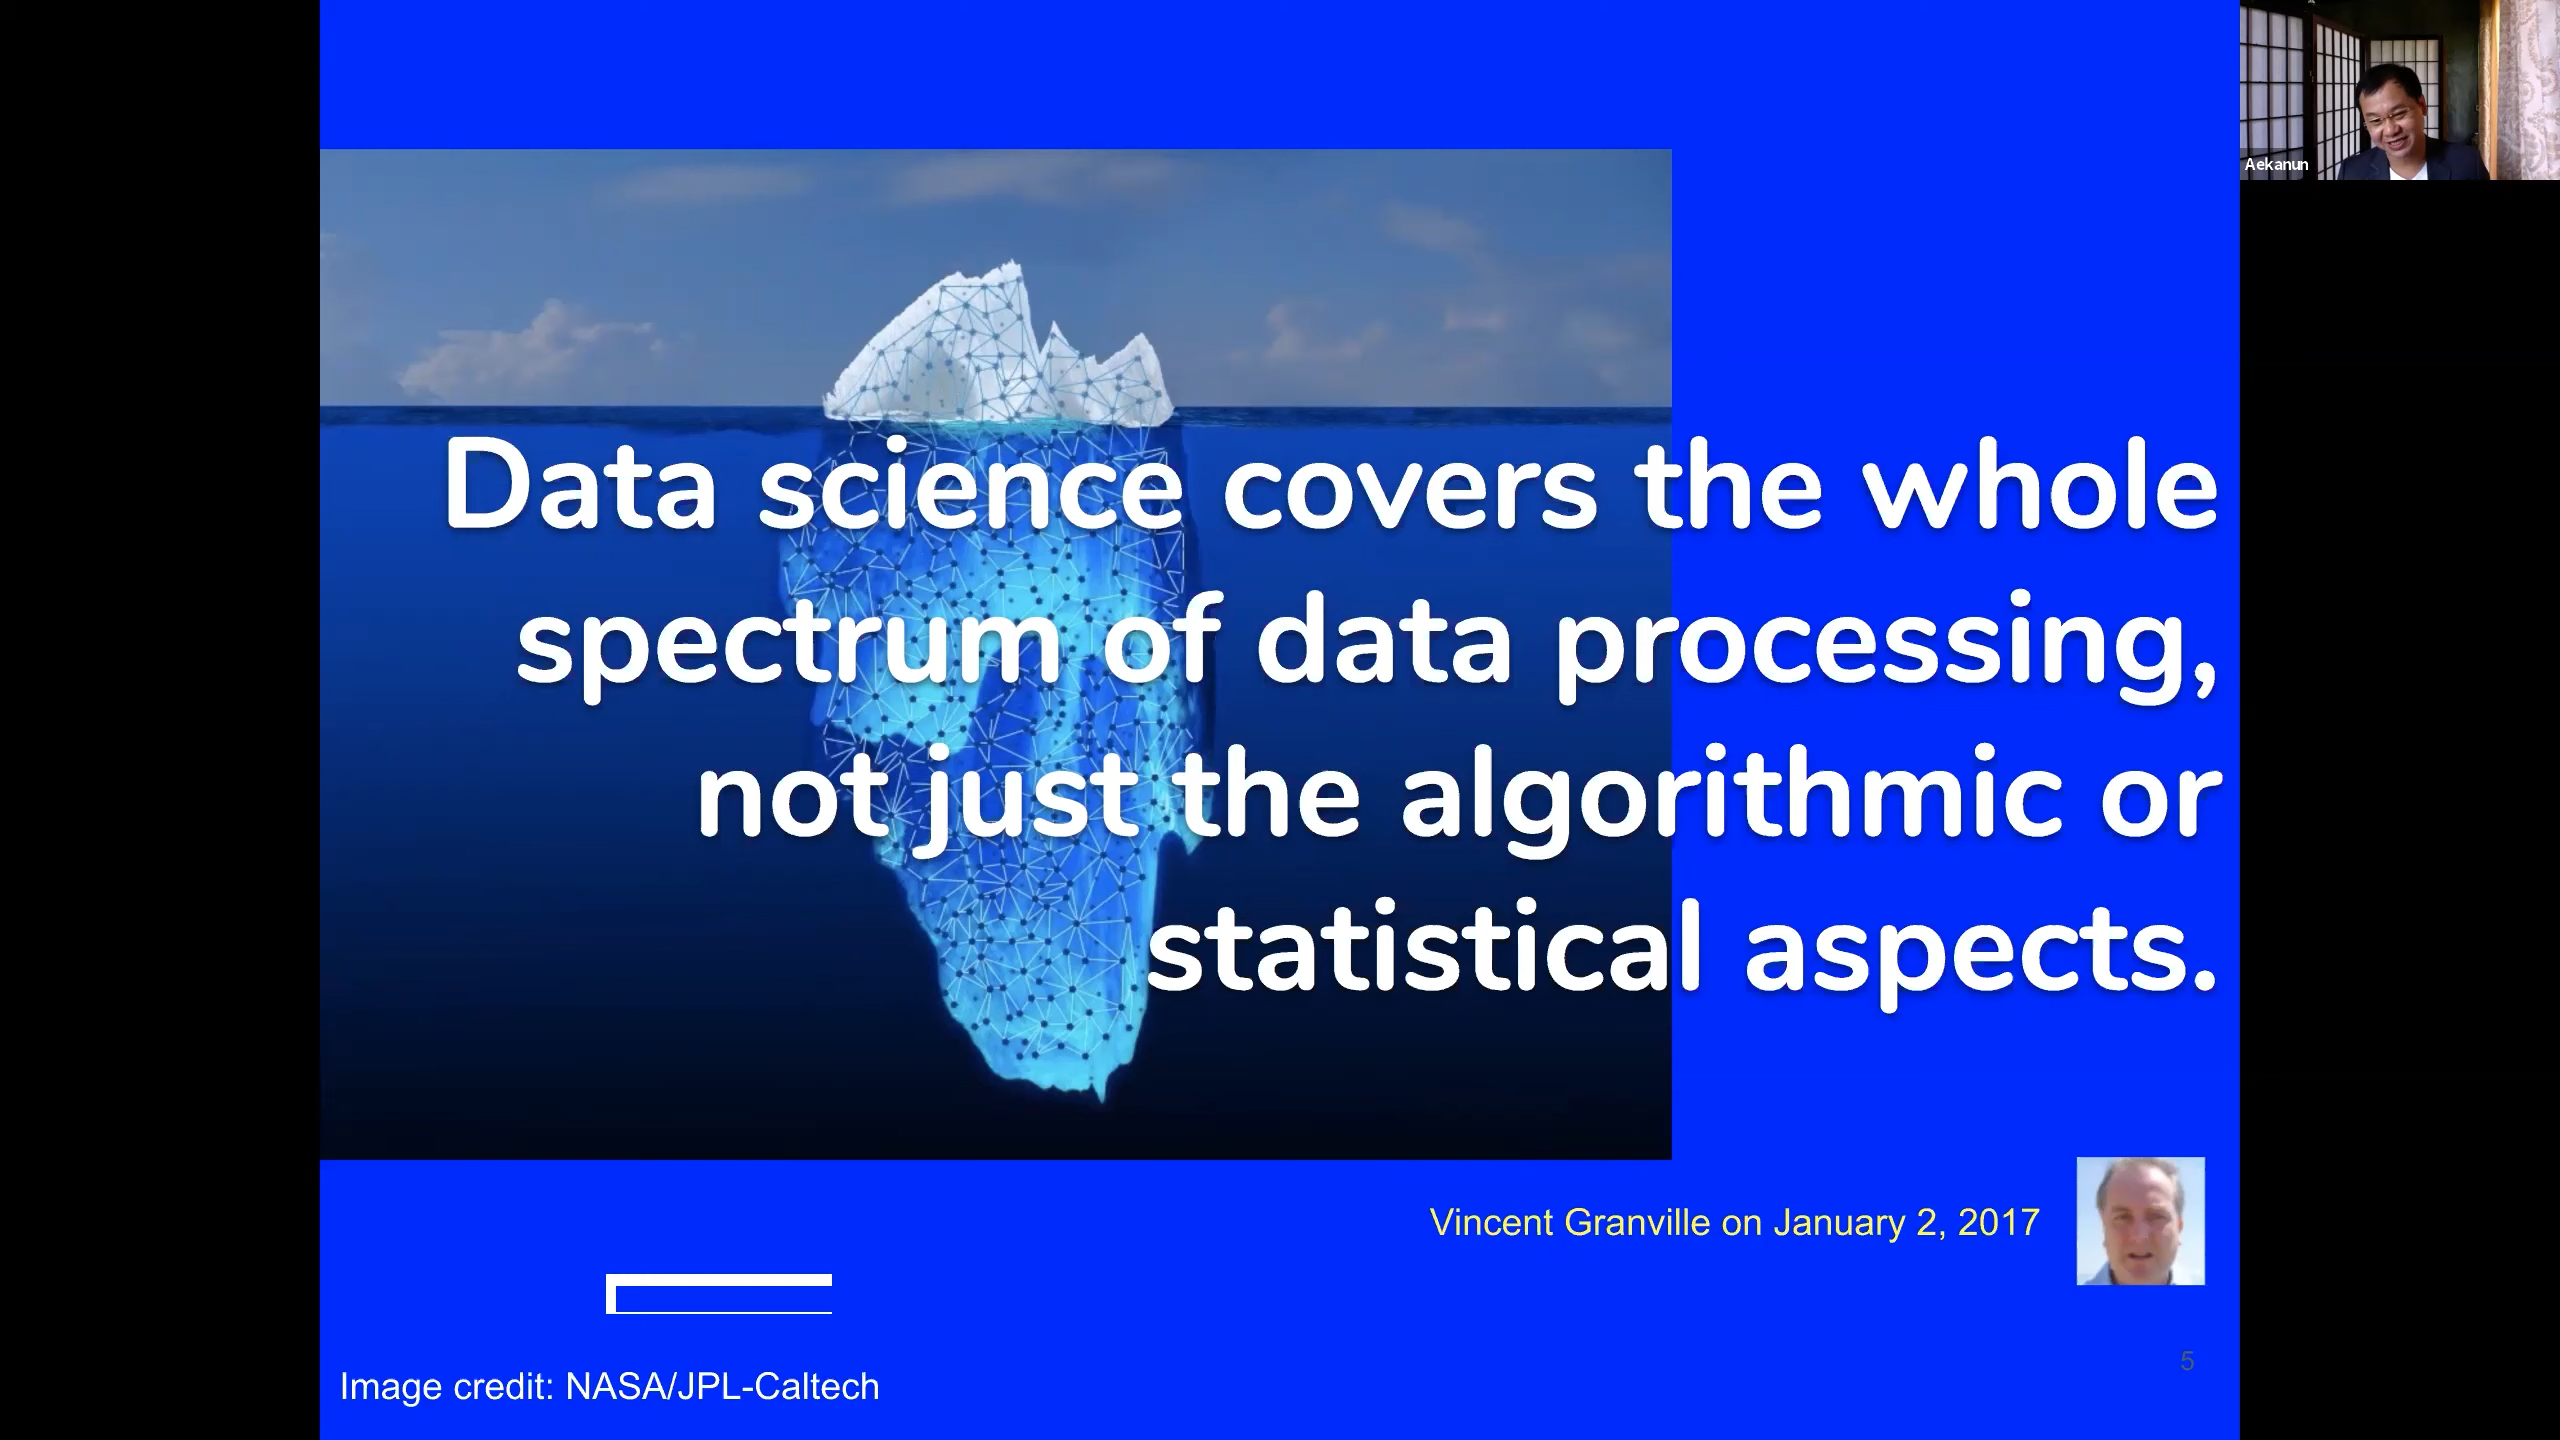 Aekanun
Data science covers the whole
spectrum of data processing,
not just the algorithmic or
statistical aspects.
Vincent Granville on January 2, 2017
5
Image credit: NASA/JPL-Caltech